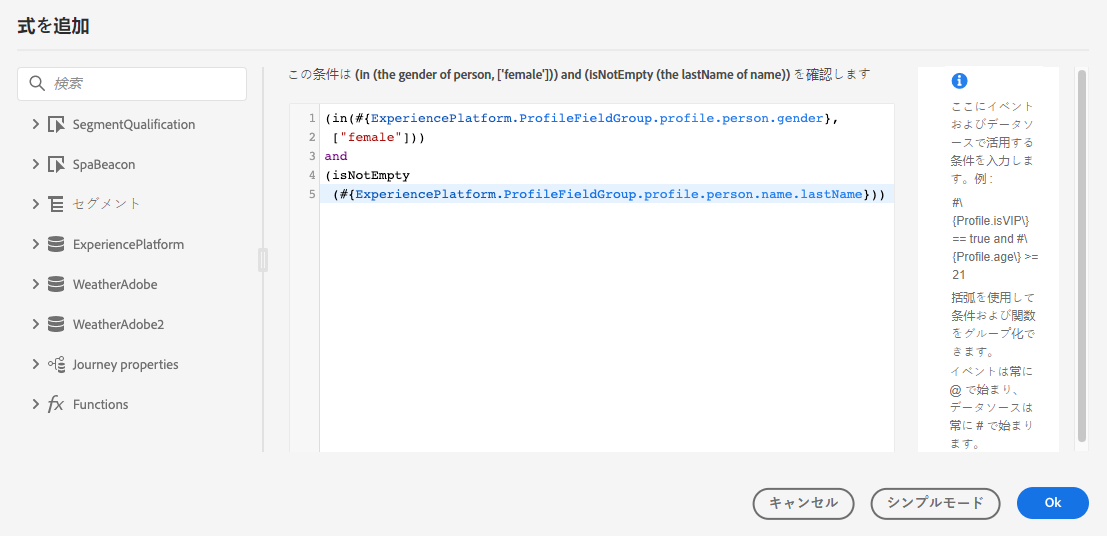 式を追加
検索
SegmentQualification
SpaBeacon
セグメント
ExperiencePlatform
WeatherAdobe
WeatherAdobe2
Journey properties
fx Functions
この条件は (in (the gender of person, ['female'])) and (isNotEmpty (the lastName of name)) を確認します
1 (in(#{ExperiencePlatform.ProfileFieldGroup.profile.person.gender},
2 ["female"]))
3 and
4 (isNotEmpty
5 (#{ExperiencePlatform.ProfileFieldGroup.profile.person.name.lastName}))
ここにイベント
およびデータソ
ースで活用する
条件を入力しま
す。例 :
#\
{Profile.isVIP\}
== true and #\
{Profile.age\} >=
21
括弧を使用して
条件および関数
をグループ化で
きます。
イベントは常に
@ で始まり、
データソースは
常に # で始まり
ます。
キャンセル
シンプルモード
Ok